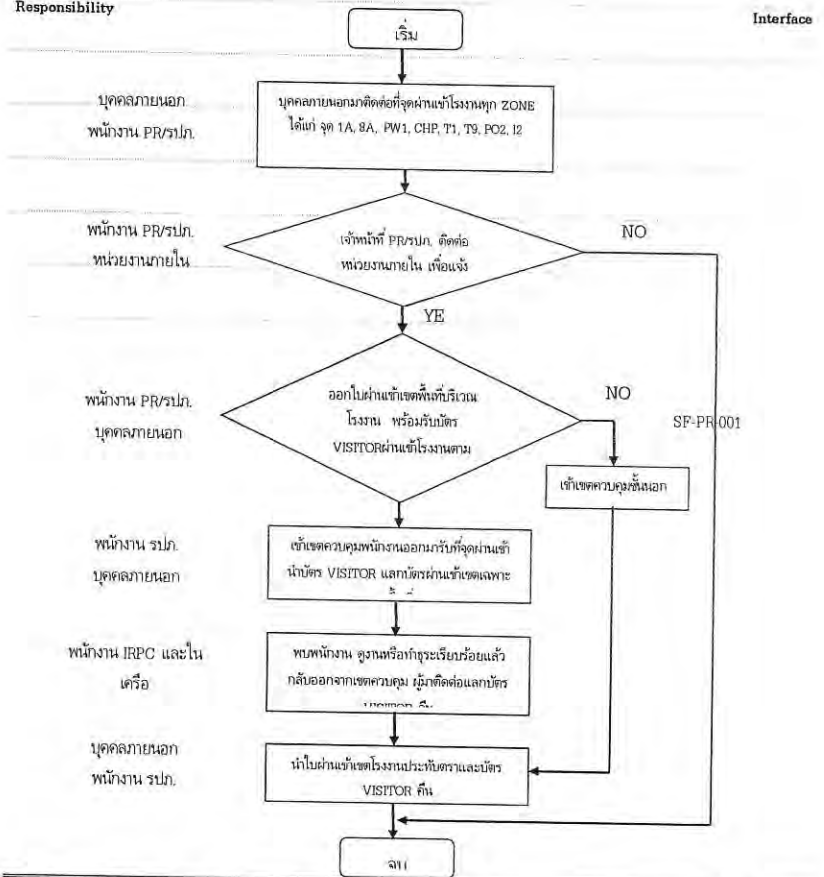 Responsibility
Interface
เริ่ม
บุคคลภายนอก
พนักงาน PR/รปภ.
บุคคลภายนอกมาติดต่อที่จุดผ่านเข้าโรงงานทุก ZONE
ได้แก่ จุด 1A, 8A, PW1, CHP, T1, T9, PO2, I2
พนักงาน PR/รปภ.
หน่วยงานภายใน
เจ้าหน้าที่ PR/รปภ. ติดต่อ
หน่วยงานภายใน เพื่อแจ้ง
NO
YE
พนักงาน PR/รปภ.
บุคคลภายนอก
ออกใบผ่านเข้าเขตพื้นที่บริเวณ
โรงงาน พร้อมรับบัตร
VISITORผ่านเข้าโรงงานตาม
NO
SF-PR-001
เข้าเขตควบคุมชั้นนอก
พนักงาน รปภ.
บุคคลภายนอก
เข้าเขตควบคุมพนักงานออกมารับที่จุดผ่านเข้า
นำบัตร VISITOR แลกบัตรผ่านเข้าเขตเฉพาะ
พนักงาน IRPC และใน
เครือ
พบพนักงาน ดูงานหรือทำธุระเรียบร้อยแล้ว
กลับออกจากเขตควบคุม ผู้มาติดต่อแลกบัตร
VISITOR คืน
บุคคลภายนอก
พนักงาน รปภ.
นำใบผ่านเข้าเขตโรงงานประทับตราและบัตร
VISITOR คืน
จบ